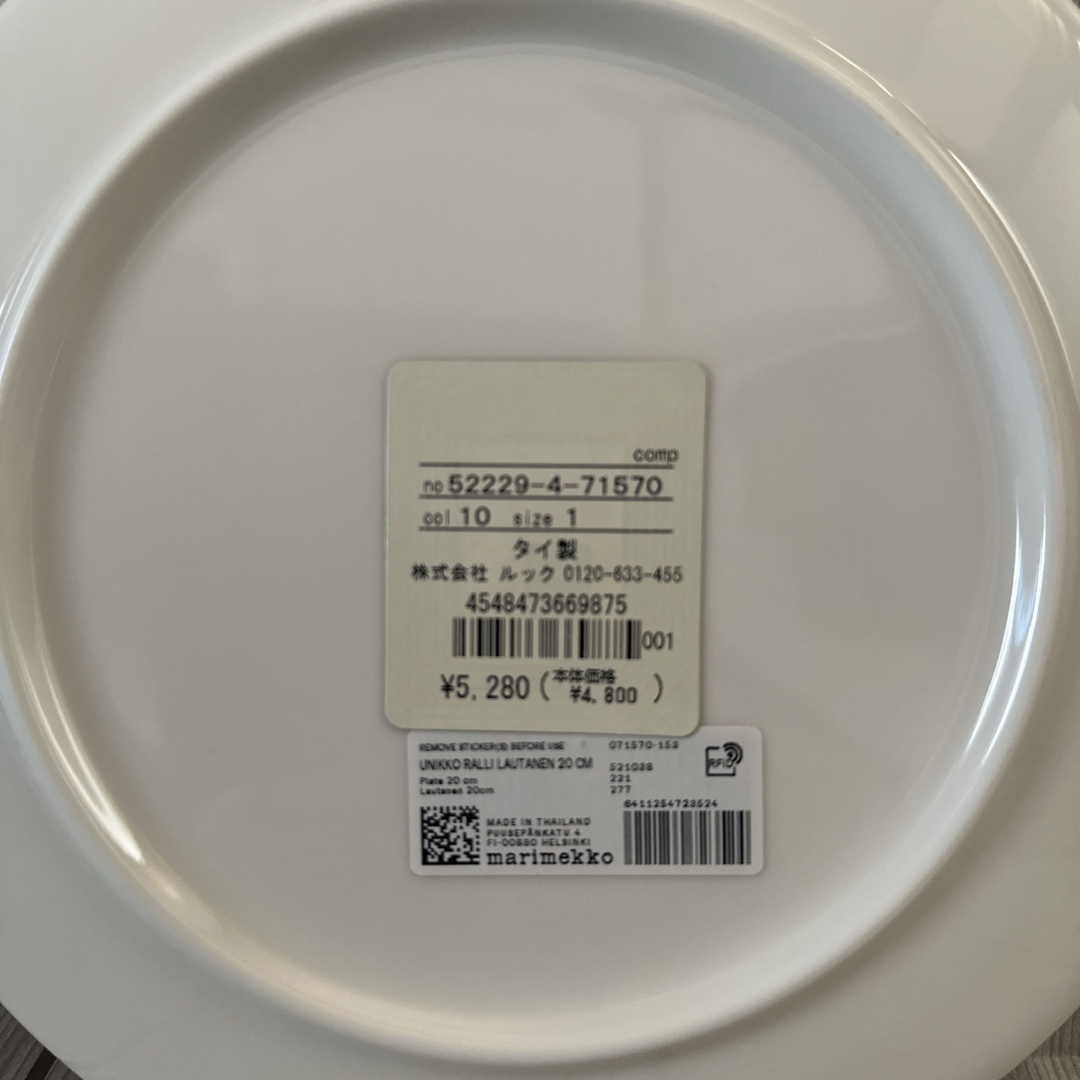 comp
no 52229-4-71570
col 10 size 1
タイ製
株式会社 ルック 0120-633-455
4548473669875
001
¥5,280 (本体価格 ¥4,800)
REMOVE STICKER(S) BEFORE USE
071570-153
UNIKKO RALLI LAUTANEN 20 CM
521038
Plate 20 cm
221
Lautanen 20cm
277
RFID
6411254723524
MADE IN THAILAND
PUUSEPÄNKATU 4
FI-00880 HELSINKI
marimekko